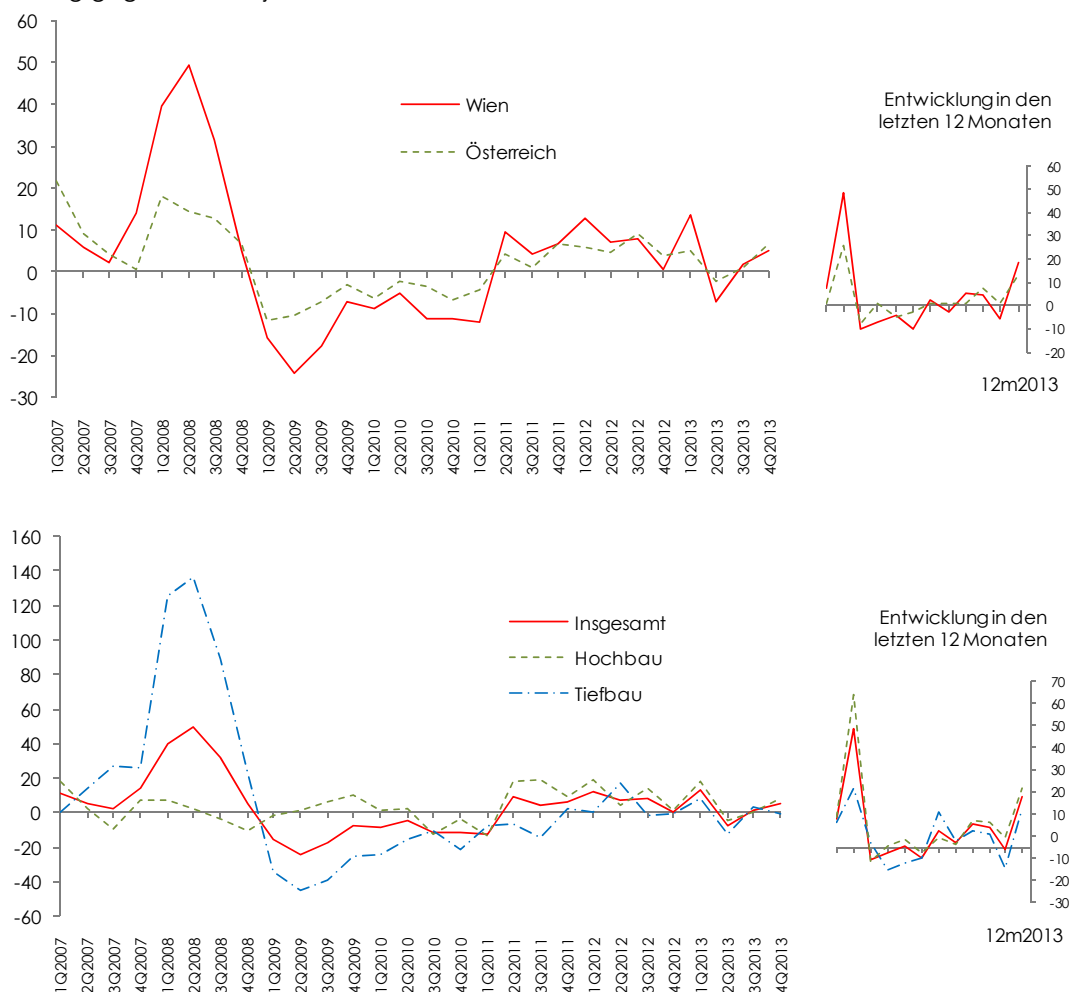 60
50
40
30
20
10
0
-10
-20
-30
Wien
Österreich
1Q2007
2Q2007
3Q2007
4Q2007
1Q2008
2Q2008
3Q2008
4Q2008
1Q2009
2Q2009
3Q2009
4Q2009
1Q2010
2Q2010
3Q2010
4Q2010
1Q2011
2Q2011
3Q2011
4Q2011
1Q2012
2Q2012
3Q2012
4Q2012
1Q2013
2Q2013
3Q2013
4Q2013
Entwicklung in den
letzten 12 Monaten
60
50
40
30
20
10
0
-10
-20
12m2013
160
140
120
100
80
60
40
20
0
-20
-40
-60
Insgesamt
Hochbau
Tiefbau
1Q2007
2Q2007
3Q2007
4Q2007
1Q2008
2Q2008
3Q2008
4Q2008
1Q2009
2Q2009
3Q2009
4Q2009
1Q2010
2Q2010
3Q2010
4Q2010
1Q2011
2Q2011
3Q2011
4Q2011
1Q2012
2Q2012
3Q2012
4Q2012
1Q2013
2Q2013
3Q2013
4Q2013
Entwicklung in den
letzten 12 Monaten
70
60
50
40
30
20
10
0
-10
-20
-30
12m2013